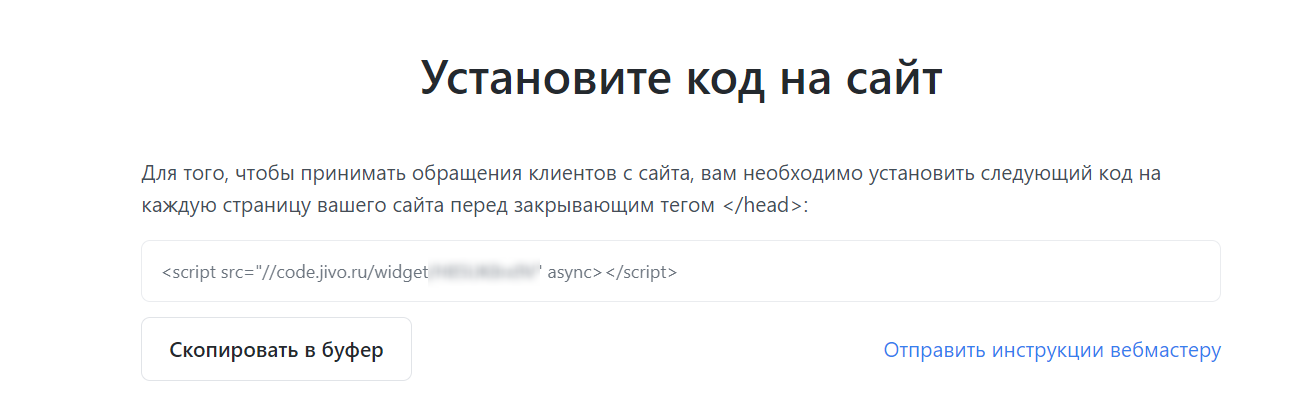 Установите код на сайт
Для того, чтобы принимать обращения клиентов с сайта, вам необходимо установить следующий код на
каждую страницу вашего сайта перед закрывающим тегом </head>:
<script src="//code.jivo.ru/widget" async></script>
Скопировать в буфер
Отправить инструкции вебмастеру